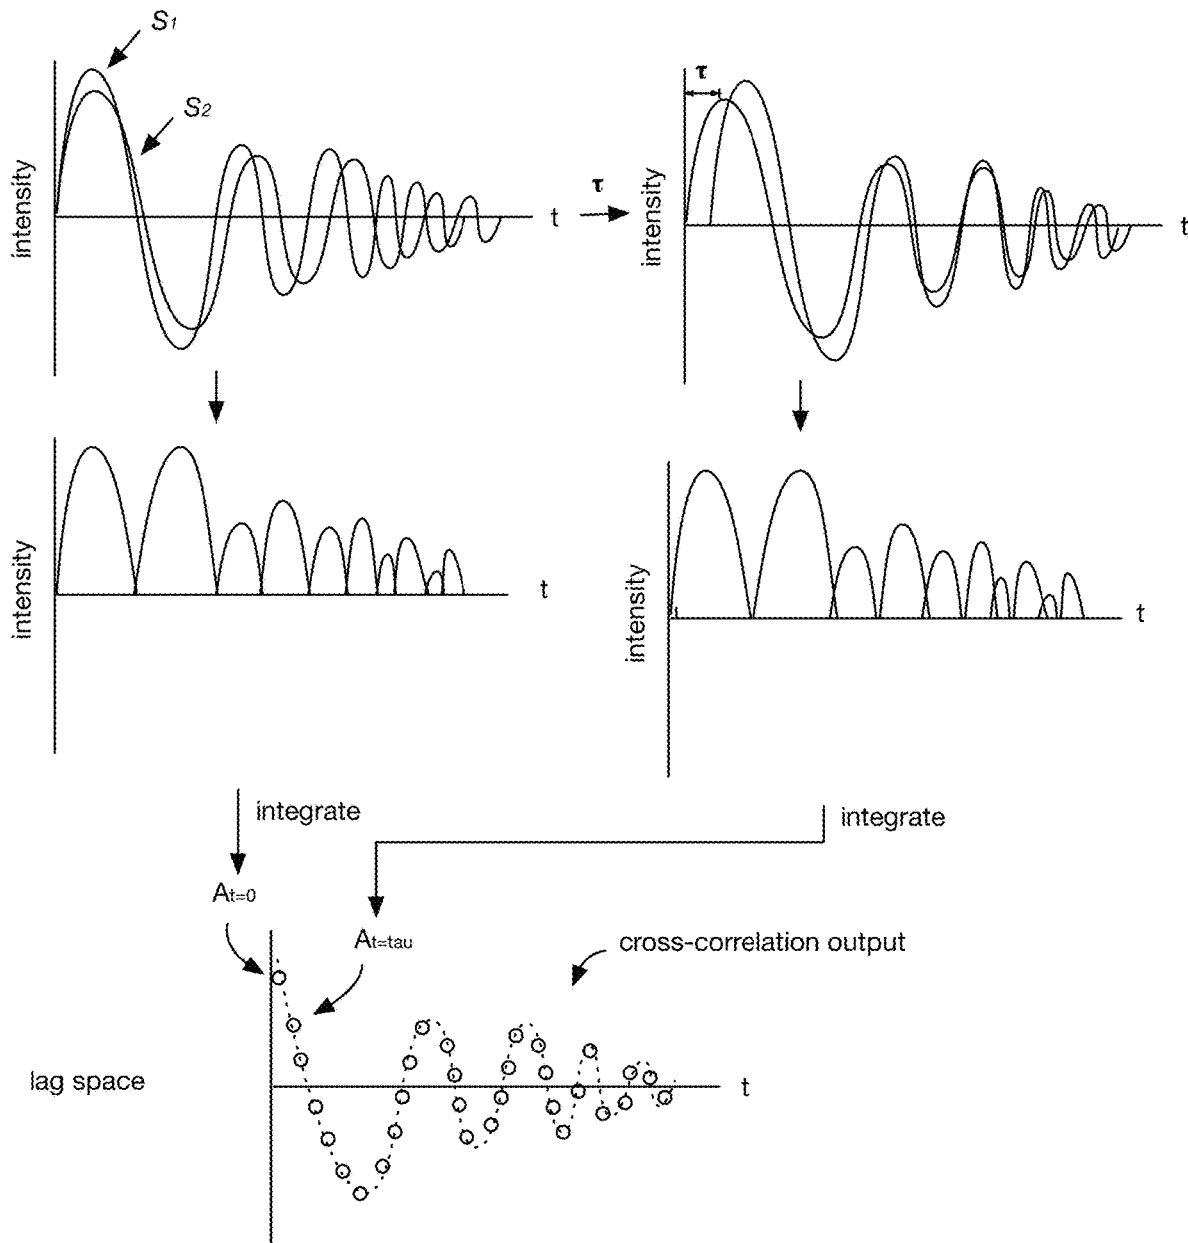 S1
S2
intensity
t
τ
τ
intensity
t
intensity
t
intensity
t
integrate
integrate
At=0
At=tau
cross-correlation output
lag space
t